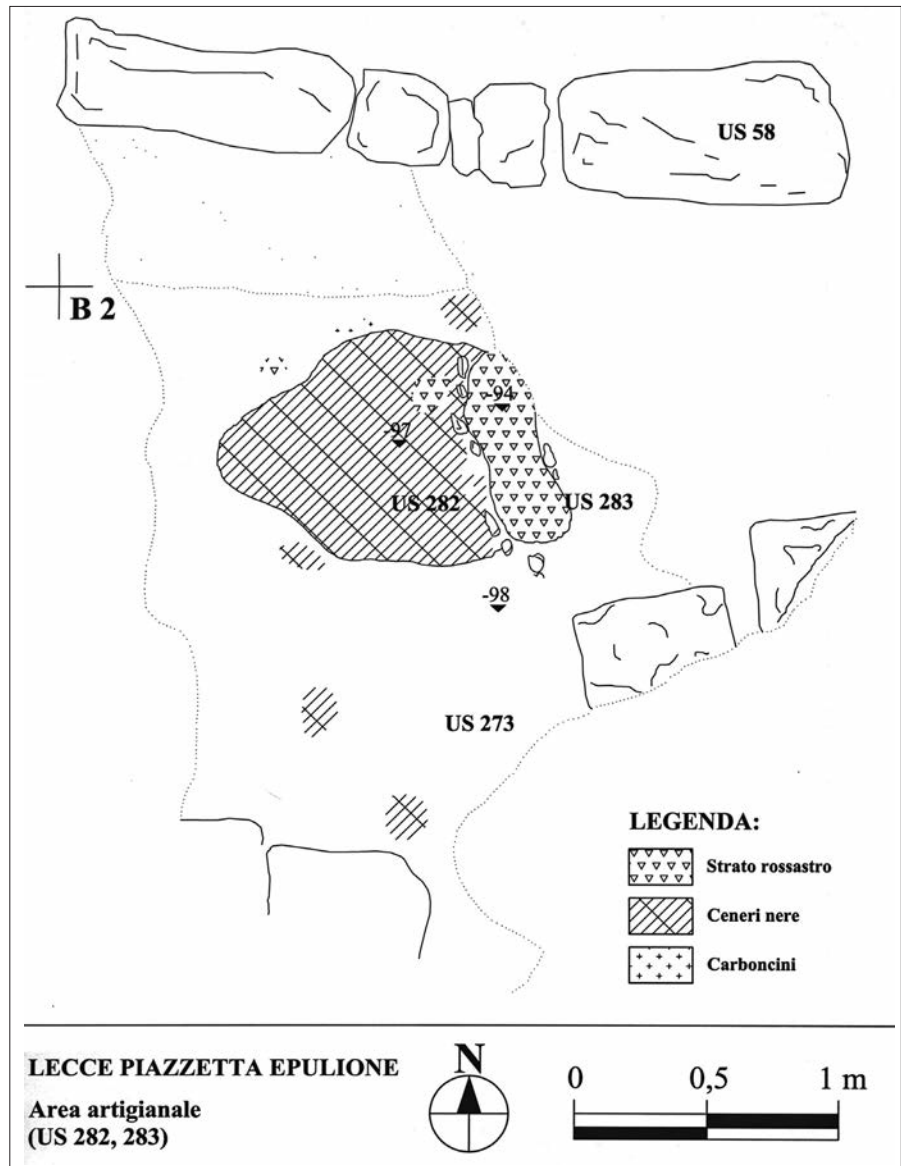 US 58
B 2
-94
-97
US 282
US 283
-98
US 273
LEGENDA:
Strato rossastro
Ceneri nere
Carboncini
LECCE PIAZZETTA EPULIONE
Area artigianale
(US 282, 283)
N
0 0,5 1 m